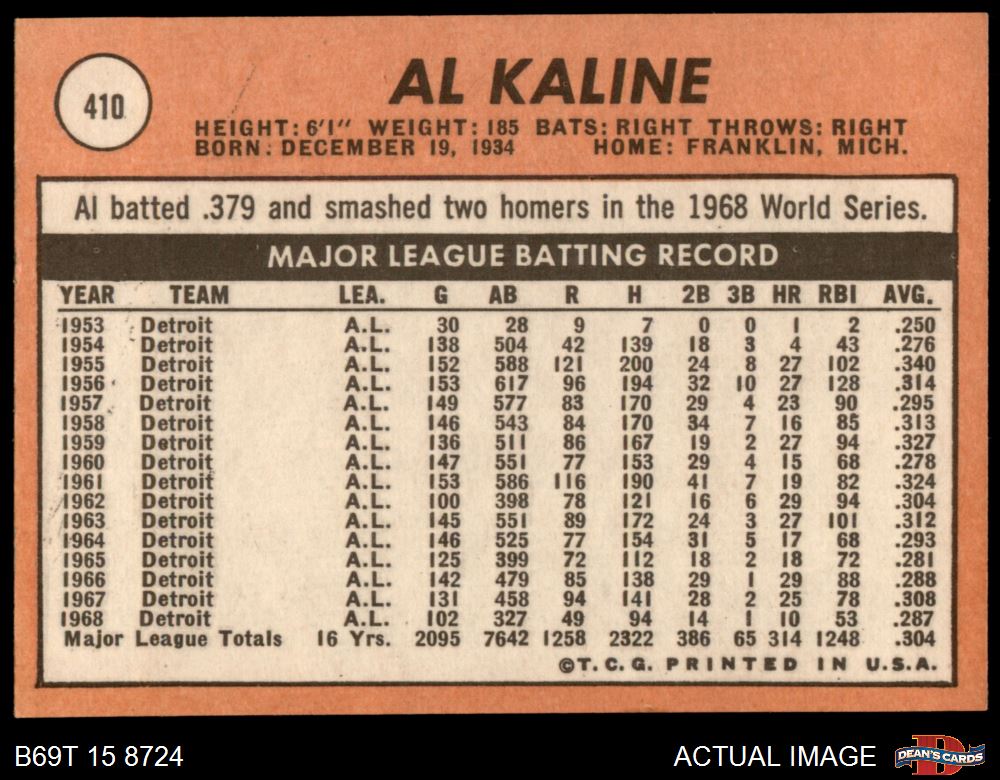 410
AL KALINE
HEIGHT: 6'1" WEIGHT: 185 BATS: RIGHT THROWS: RIGHT
BORN: DECEMBER 19, 1934 HOME: FRANKLIN, MICH.
Al batted .379 and smashed two homers in the 1968 World Series.
MAJOR LEAGUE BATTING RECORD
YEAR TEAM LEA. G AB R H 2B 3B HR RBI AVG.
1953 Detroit A.L. 30 28 9 7 0 0 1 2 .250
1954 Detroit A.L. 138 504 42 139 18 3 4 43 .276
1955 Detroit A.L. 152 588 121 200 24 8 27 102 .340
1956 Detroit A.L. 153 617 96 194 32 10 27 128 .314
1957 Detroit A.L. 149 577 83 170 29 4 23 90 .295
1958 Detroit A.L. 146 543 84 170 34 7 16 85 .313
1959 Detroit A.L. 136 511 86 167 19 2 27 94 .327
1960 Detroit A.L. 147 551 77 153 29 4 15 68 .278
1961 Detroit A.L. 153 586 116 190 41 7 19 82 .324
1962 Detroit A.L. 100 398 78 121 16 6 29 94 .304
1963 Detroit A.L. 145 551 89 172 24 3 27 101 .312
1964 Detroit A.L. 146 525 77 154 31 5 17 68 .293
1965 Detroit A.L. 125 399 72 112 18 2 18 72 .281
1966 Detroit A.L. 142 479 85 138 29 1 29 88 .288
1967 Detroit A.L. 131 458 94 141 28 2 25 78 .308
1968 Detroit A.L. 102 327 49 94 14 1 10 53 .287
Major League Totals 16 Yrs. 2095 7642 1258 2322 386 65 314 1248 .304
©T.C.G. PRINTED IN U.S.A.
B69T 15 8724
ACTUAL IMAGE
DEAN'S CARDS